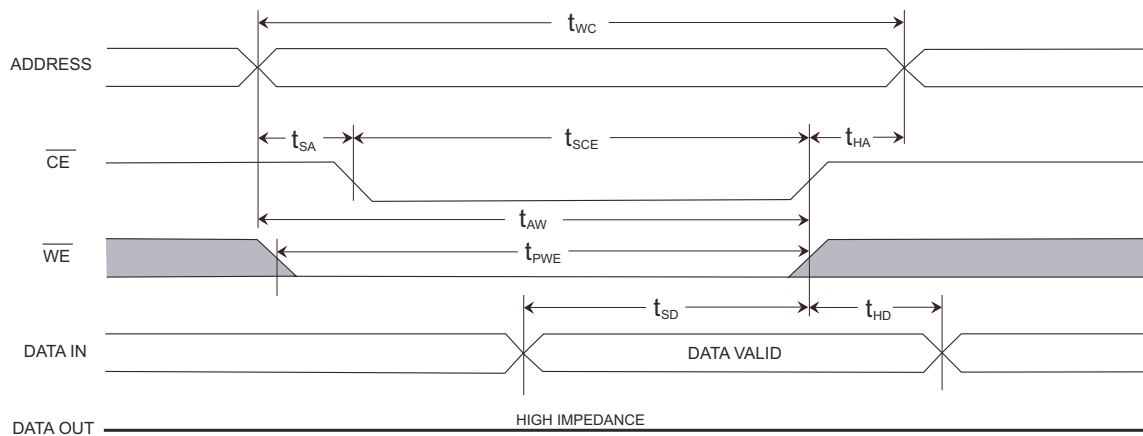 tWC
ADDRESS
tSA
tSCE
tHA
CE
tAW
WE
tPWE
tSD
tHD
DATA IN
DATA VALID
HIGH IMPEDANCE
DATA OUT